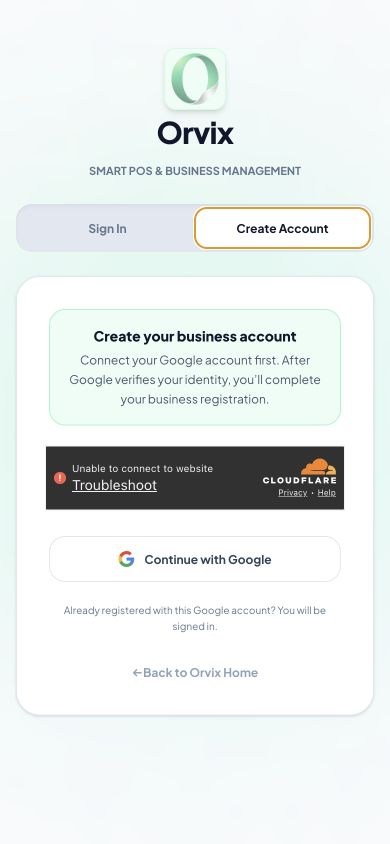 Orvix
SMART POS & BUSINESS MANAGEMENT
Sign In
Create Account
Create your business account
Connect your Google account first. After
Google verifies your identity, you'll complete
your business registration.
Unable to connect to website
Troubleshoot
CLOUDFLARE
Privacy • Help
Continue with Google
Already registered with this Google account? You will be
signed in.
←Back to Orvix Home